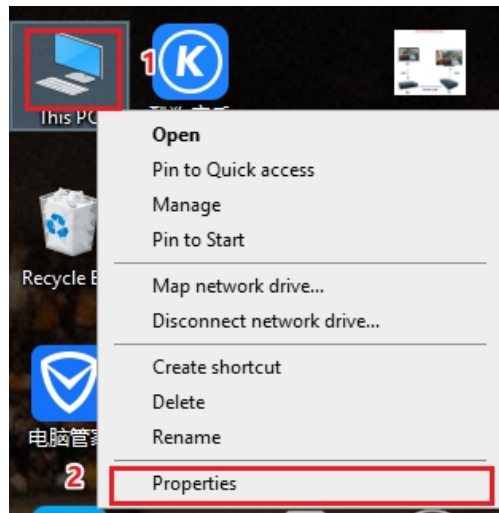 1
K
This PC
Open
Pin to Quick access
Manage
Pin to Start
Recycle B
Map network drive...
Disconnect network drive...
Create shortcut
Delete
电脑管家
Rename
2
Properties